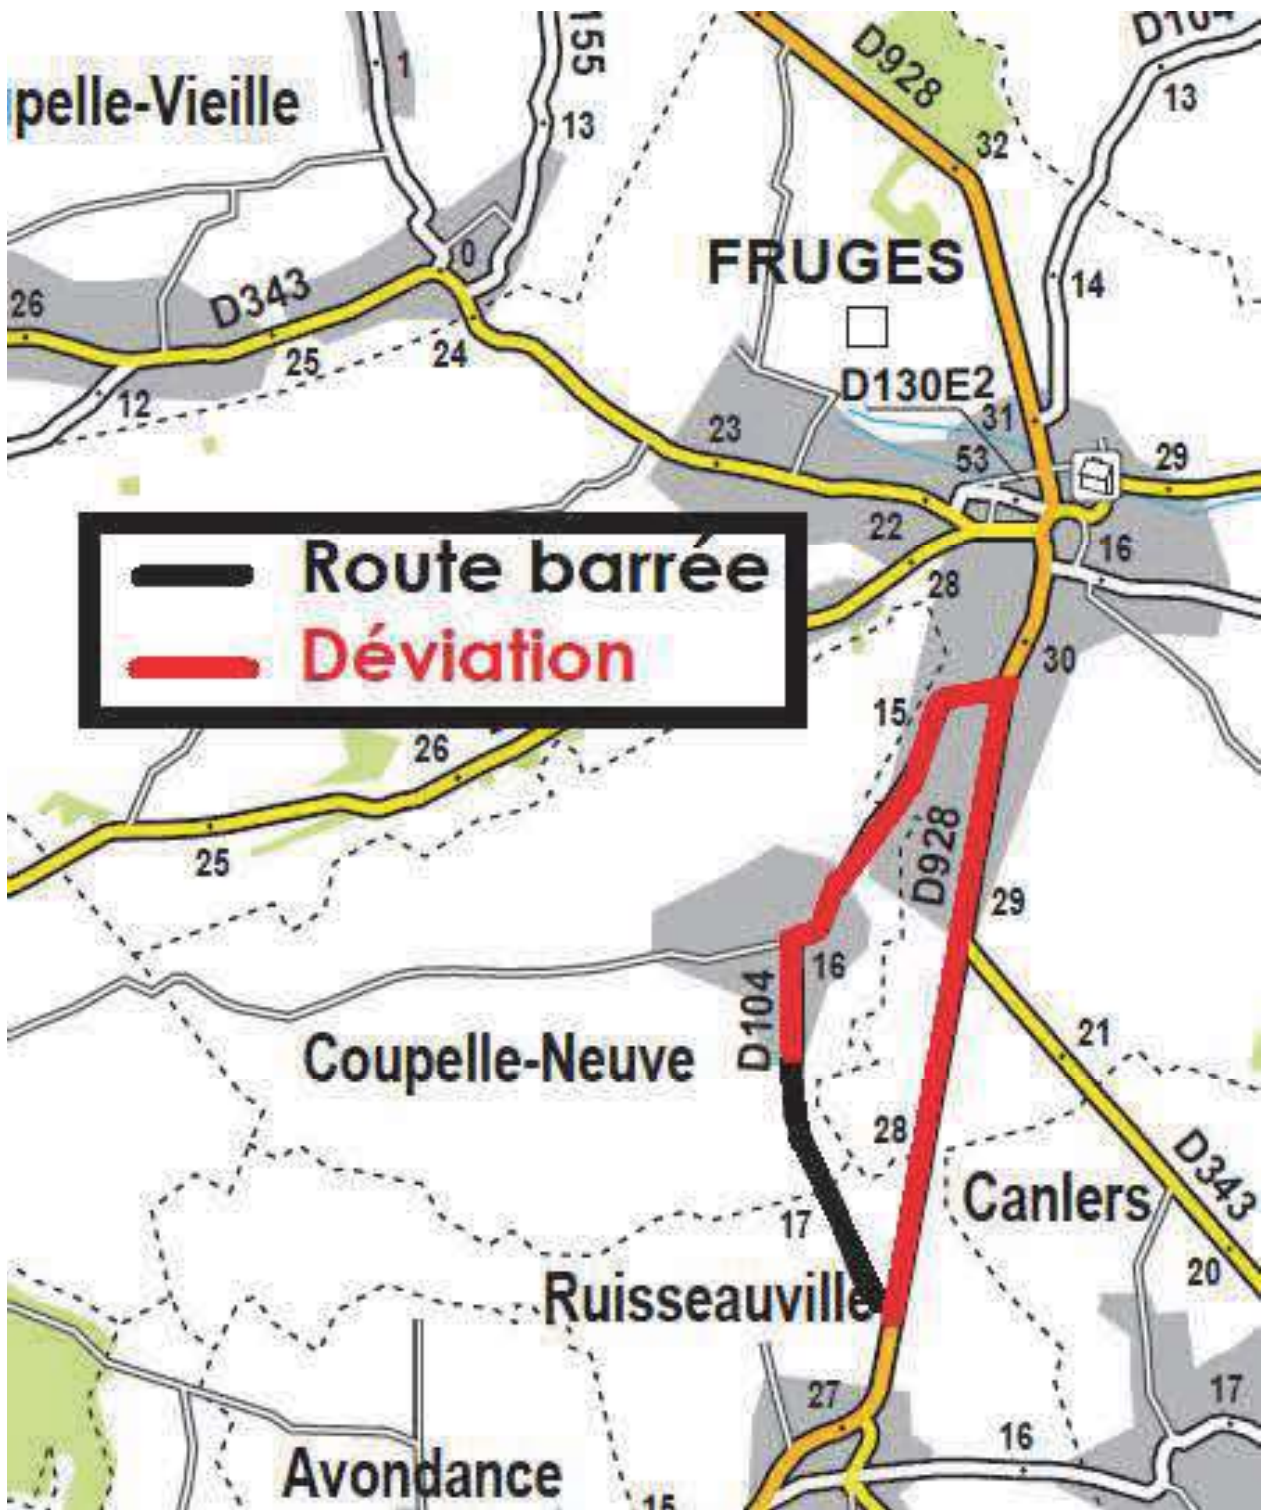 1
155
D928
D104
13
pelle-Vieille
13
32
0
FRUGES
14
26
D343
25
24
D130E2
12
31
23
53
29
22
16
28
Route barrée
Déviation
30
15
26
25
D928
29
16
D104
21
Coupelle-Neuve
28
D343
Canlers
17
20
Ruisseauville
27
17
16
Avondance
15